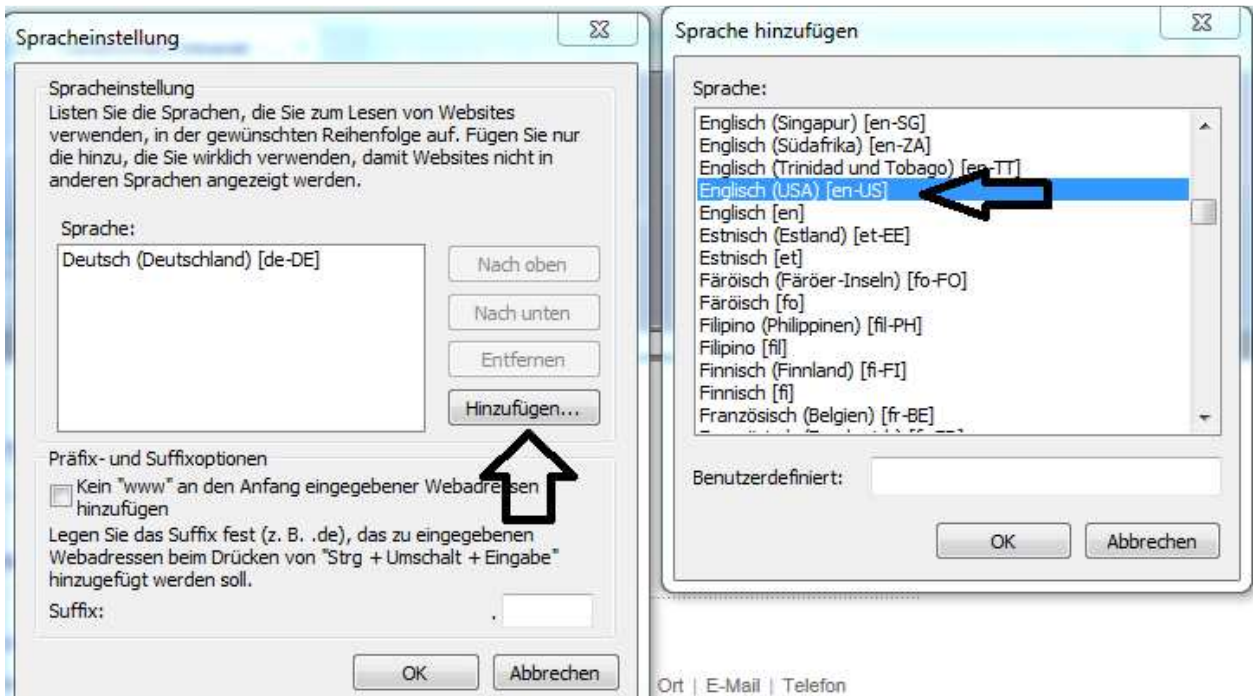 Spracheinstellung
Spracheinstellung
Listen Sie die Sprachen, die Sie zum Lesen von Websites
verwenden, in der gewünschten Reihenfolge auf. Fügen Sie nur
die hinzu, die Sie wirklich verwenden, damit Websites nicht in
anderen Sprachen angezeigt werden.
Sprache:
Deutsch (Deutschland) [de-DE]
Nach oben
Nach unten
Entfernen
Hinzufügen...
Präfix- und Suffixoptionen
Kein "www" an den Anfang eingegebener Webadressen
hinzufügen
Legen Sie das Suffix fest (z. B. .de), das zu eingegebenen
Webadressen beim Drücken von "Strg + Umschalt + Eingabe"
hinzugefügt werden soll.
Suffix:
.
OK
Abbrechen
Sprache hinzufügen
Sprache:
Englisch (Singapur) [en-SG]
Englisch (Südafrika) [en-ZA]
Englisch (Trinidad und Tobago) [en-TT]
Englisch (USA) [en-US]
Englisch [en]
Estnisch (Estland) [et-EE]
Estnisch [et]
Färöisch (Färöer-Inseln) [fo-FO]
Färöisch [fo]
Filipino (Philippinen) [fil-PH]
Filipino [fil]
Finnisch (Finnland) [fi-FI]
Finnisch [fi]
Französisch (Belgien) [fr-BE]
Benutzerdefiniert:
OK
Abbrechen
Ort | E-Mail | Telefon